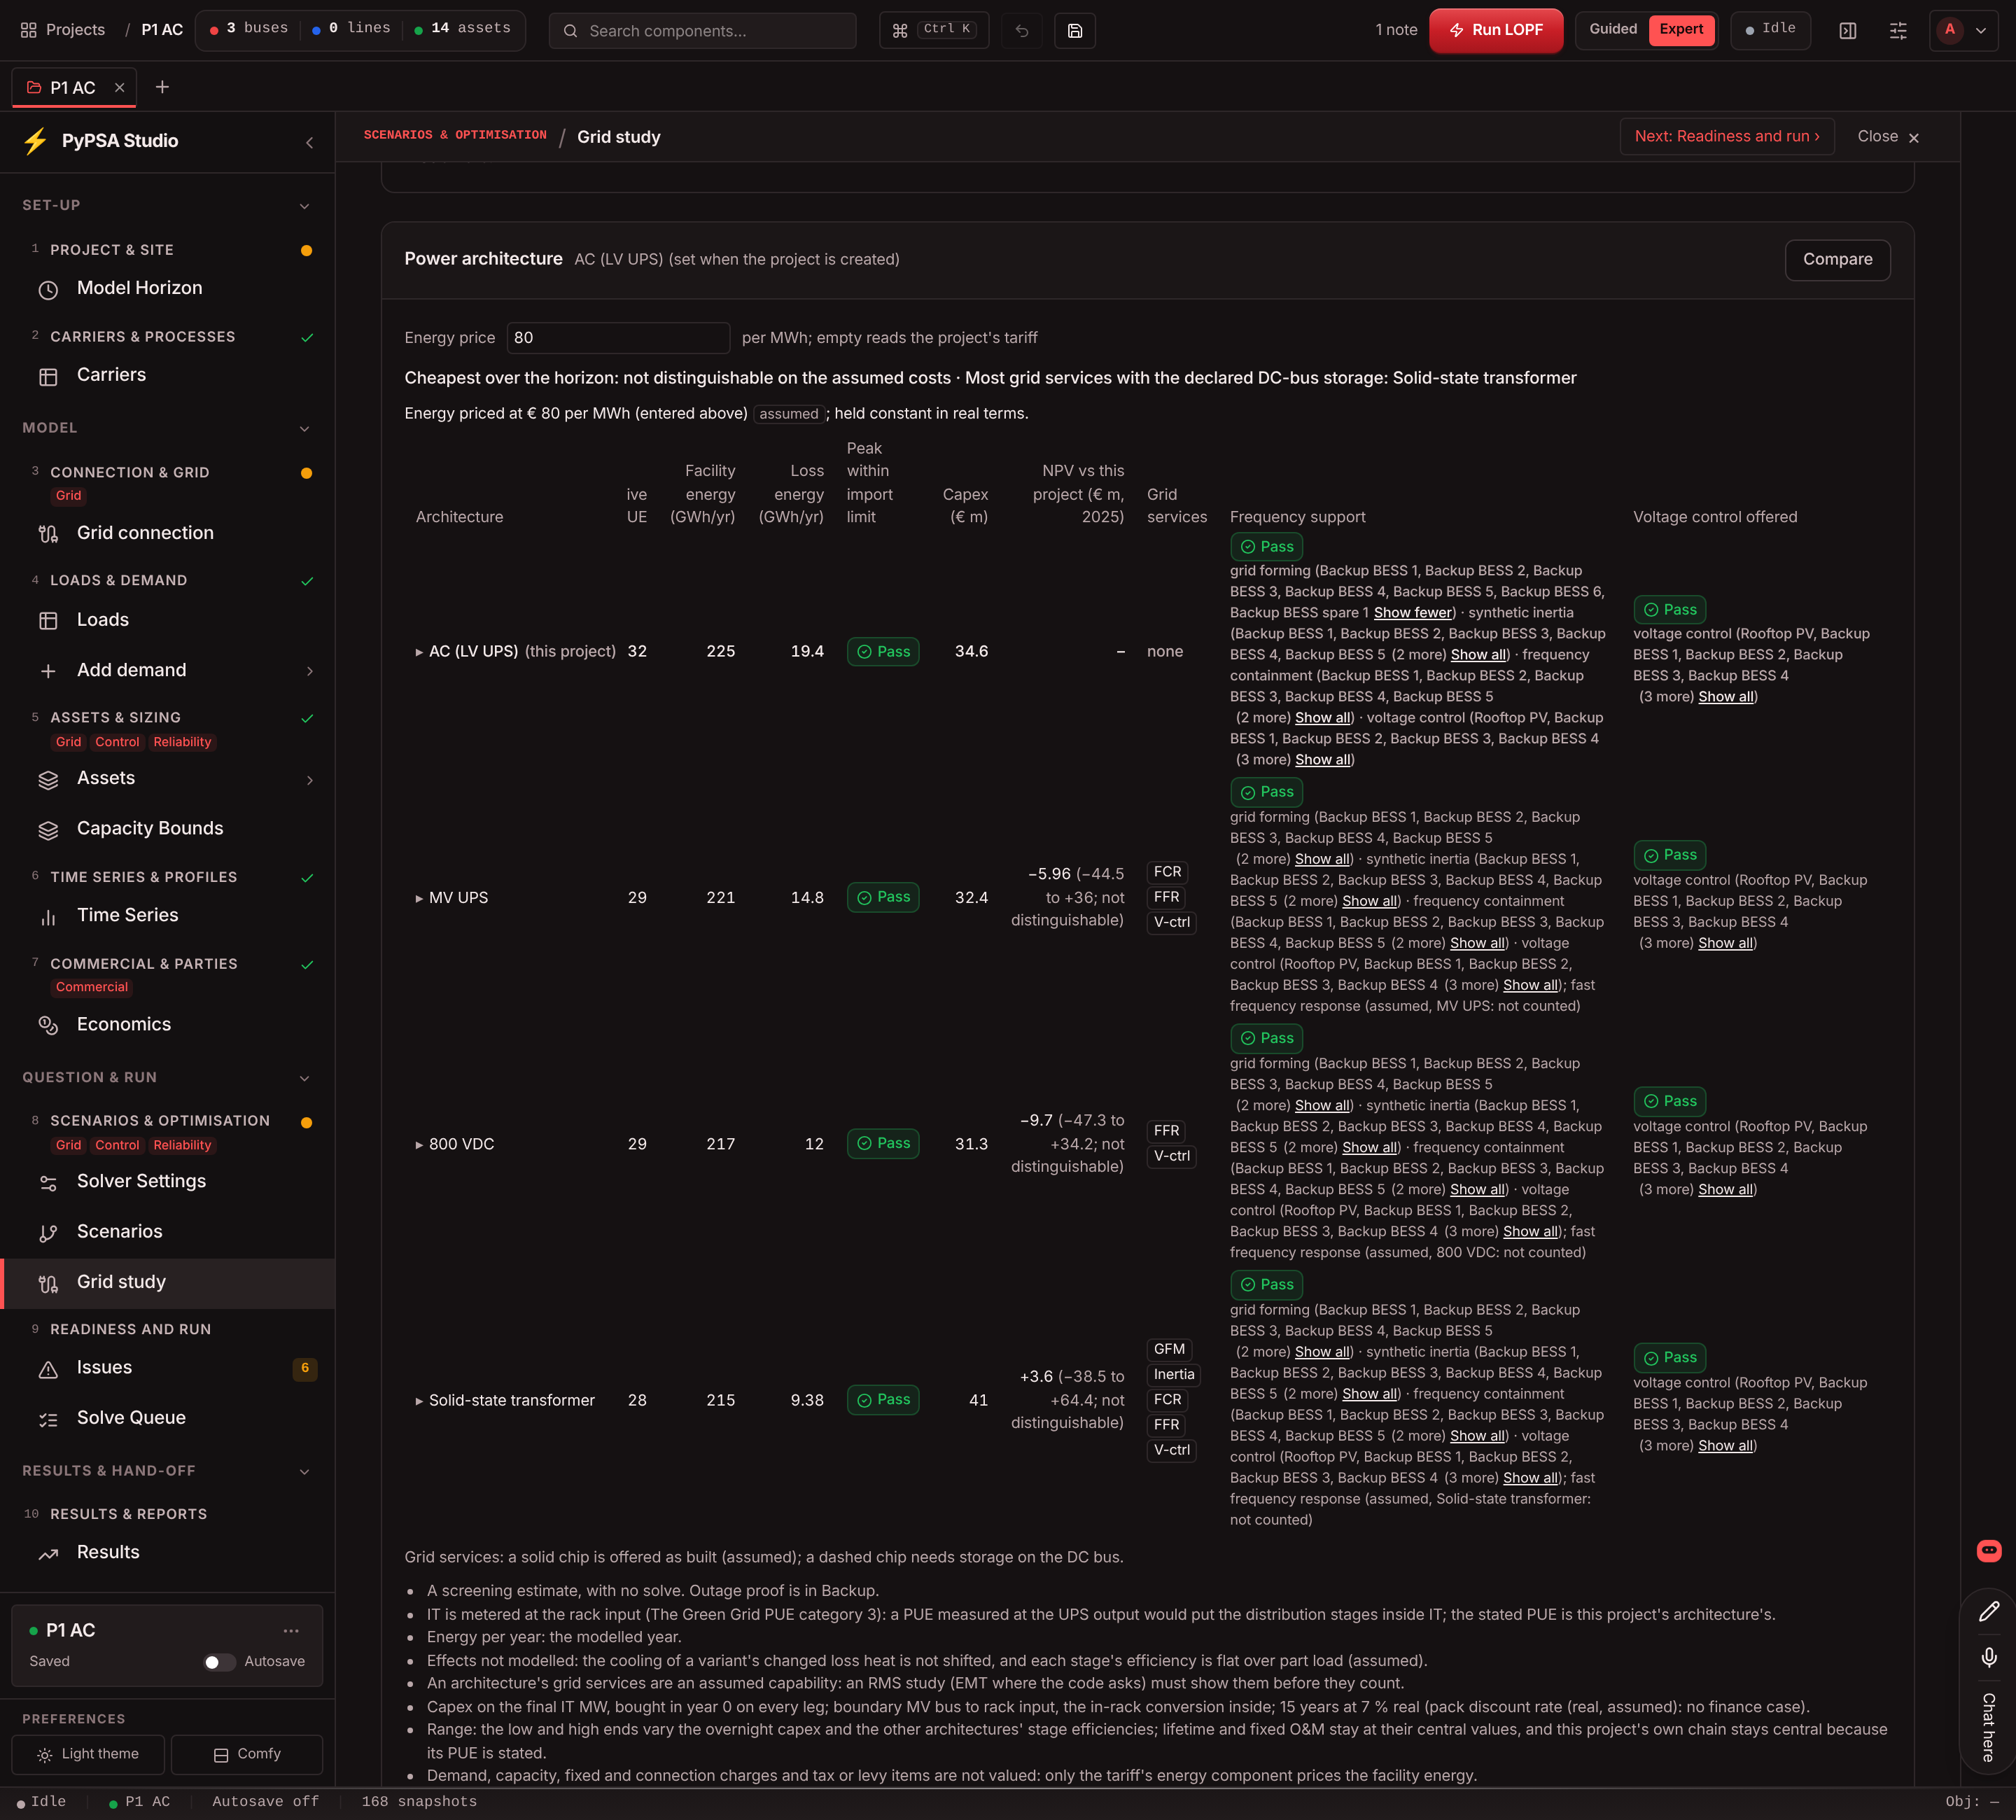 Projects / P1 AC
3 buses 0 lines 14 assets
Search components...
Ctrl K
1 note
Run LOPF
Guided Expert
Idle
A
P1 AC
PyPSA Studio
SET-UP
1 PROJECT & SITE
Model Horizon
2 CARRIERS & PROCESSES
Carriers
MODEL
3 CONNECTION & GRID
Grid
Grid connection
4 LOADS & DEMAND
Loads
Add demand
5 ASSETS & SIZING
Grid Control Reliability
Assets
Capacity Bounds
6 TIME SERIES & PROFILES
Time Series
7 COMMERCIAL & PARTIES
Commercial
Economics
QUESTION & RUN
8 SCENARIOS & OPTIMISATION
Grid Control Reliability
Solver Settings
Scenarios
Grid study
9 READINESS AND RUN
Issues 6
Solve Queue
RESULTS & HAND-OFF
10 RESULTS & REPORTS
Results
P1 AC
Saved Autosave
PREFERENCES
Light theme Comfy
SCENARIOS & OPTIMISATION / Grid study
Next: Readiness and run ›
Close
Power architecture AC (LV UPS) (set when the project is created)
Compare
Energy price 80 per MWh; empty reads the project's tariff
Cheapest over the horizon: not distinguishable on the assumed costs · Most grid services with the declared DC-bus storage: Solid-state transformer
Energy priced at € 80 per MWh (entered above) assumed; held constant in real terms.
Architecture
ive
UE
Facility
energy
(GWh/yr)
Loss
energy
(GWh/yr)
Peak
within
import
limit
Capex
(€ m)
NPV vs this
project (€ m,
2025)
Grid
services
Frequency support
Voltage control offered
▸ AC (LV UPS) (this project) 32 225 19.4 Pass 34.6 – none
Pass
grid forming (Backup BESS 1, Backup BESS 2, Backup
BESS 3, Backup BESS 4, Backup BESS 5, Backup BESS 6,
Backup BESS spare 1 Show fewer) · synthetic inertia
(Backup BESS 1, Backup BESS 2, Backup BESS 3, Backup
BESS 4, Backup BESS 5 (2 more) Show all) · frequency
containment (Backup BESS 1, Backup BESS 2, Backup
BESS 3, Backup BESS 4, Backup BESS 5
(2 more) Show all) · voltage control (Rooftop PV, Backup
BESS 1, Backup BESS 2, Backup BESS 3, Backup BESS 4
(3 more) Show all)
Pass
voltage control (Rooftop PV, Backup
BESS 1, Backup BESS 2, Backup
BESS 3, Backup BESS 4
(3 more) Show all)
▸ MV UPS 29 221 14.8 Pass 32.4
−5.96 (−44.5
to +36; not
distinguishable)
FCR
FFR
V-ctrl
Pass
grid forming (Backup BESS 1, Backup BESS 2, Backup
BESS 3, Backup BESS 4, Backup BESS 5
(2 more) Show all) · synthetic inertia (Backup BESS 1,
Backup BESS 2, Backup BESS 3, Backup BESS 4, Backup
BESS 5 (2 more) Show all) · frequency containment
(Backup BESS 1, Backup BESS 2, Backup BESS 3, Backup
BESS 4, Backup BESS 5 (2 more) Show all) · voltage
control (Rooftop PV, Backup BESS 1, Backup BESS 2,
Backup BESS 3, Backup BESS 4 (3 more) Show all); fast
frequency response (assumed, MV UPS: not counted)
Pass
voltage control (Rooftop PV, Backup
BESS 1, Backup BESS 2, Backup
BESS 3, Backup BESS 4
(3 more) Show all)
▸ 800 VDC 29 217 12 Pass 31.3
−9.7 (−47.3 to
+34.2; not
distinguishable)
FFR
V-ctrl
Pass
grid forming (Backup BESS 1, Backup BESS 2, Backup
BESS 3, Backup BESS 4, Backup BESS 5
(2 more) Show all) · synthetic inertia (Backup BESS 1,
Backup BESS 2, Backup BESS 3, Backup BESS 4, Backup
BESS 5 (2 more) Show all) · frequency containment
(Backup BESS 1, Backup BESS 2, Backup BESS 3, Backup
BESS 4, Backup BESS 5 (2 more) Show all) · voltage
control (Rooftop PV, Backup BESS 1, Backup BESS 2,
Backup BESS 3, Backup BESS 4 (3 more) Show all); fast
frequency response (assumed, 800 VDC: not counted)
Pass
voltage control (Rooftop PV, Backup
BESS 1, Backup BESS 2, Backup
BESS 3, Backup BESS 4
(3 more) Show all)
▸ Solid-state transformer 28 215 9.38 Pass 41
+3.6 (−38.5 to
+64.4; not
distinguishable)
GFM
Inertia
FCR
FFR
V-ctrl
Pass
grid forming (Backup BESS 1, Backup BESS 2, Backup
BESS 3, Backup BESS 4, Backup BESS 5
(2 more) Show all) · synthetic inertia (Backup BESS 1,
Backup BESS 2, Backup BESS 3, Backup BESS 4, Backup
BESS 5 (2 more) Show all) · frequency containment
(Backup BESS 1, Backup BESS 2, Backup BESS 3, Backup
BESS 4, Backup BESS 5 (2 more) Show all) · voltage
control (Rooftop PV, Backup BESS 1, Backup BESS 2,
Backup BESS 3, Backup BESS 4 (3 more) Show all); fast
frequency response (assumed, Solid-state transformer:
not counted)
Pass
voltage control (Rooftop PV, Backup
BESS 1, Backup BESS 2, Backup
BESS 3, Backup BESS 4
(3 more) Show all)
Grid services: a solid chip is offered as built (assumed); a dashed chip needs storage on the DC bus.
• A screening estimate, with no solve. Outage proof is in Backup.
• IT is metered at the rack input (The Green Grid PUE category 3): a PUE measured at the UPS output would put the distribution stages inside IT; the stated PUE is this project's architecture's.
• Energy per year: the modelled year.
• Effects not modelled: the cooling of a variant's changed loss heat is not shifted, and each stage's efficiency is flat over part load (assumed).
• An architecture's grid services are an assumed capability: an RMS study (EMT where the code asks) must show them before they count.
• Capex on the final IT MW, bought in year 0 on every leg; boundary MV bus to rack input, the in-rack conversion inside; 15 years at 7 % real (pack discount rate (real, assumed): no finance case).
• Range: the low and high ends vary the overnight capex and the other architectures' stage efficiencies; lifetime and fixed O&M stay at their central values, and this project's own chain stays central because
its PUE is stated.
• Demand, capacity, fixed and connection charges and tax or levy items are not valued: only the tariff's energy component prices the facility energy.
Chat here
Idle P1 AC Autosave off 168 snapshots Obj: —